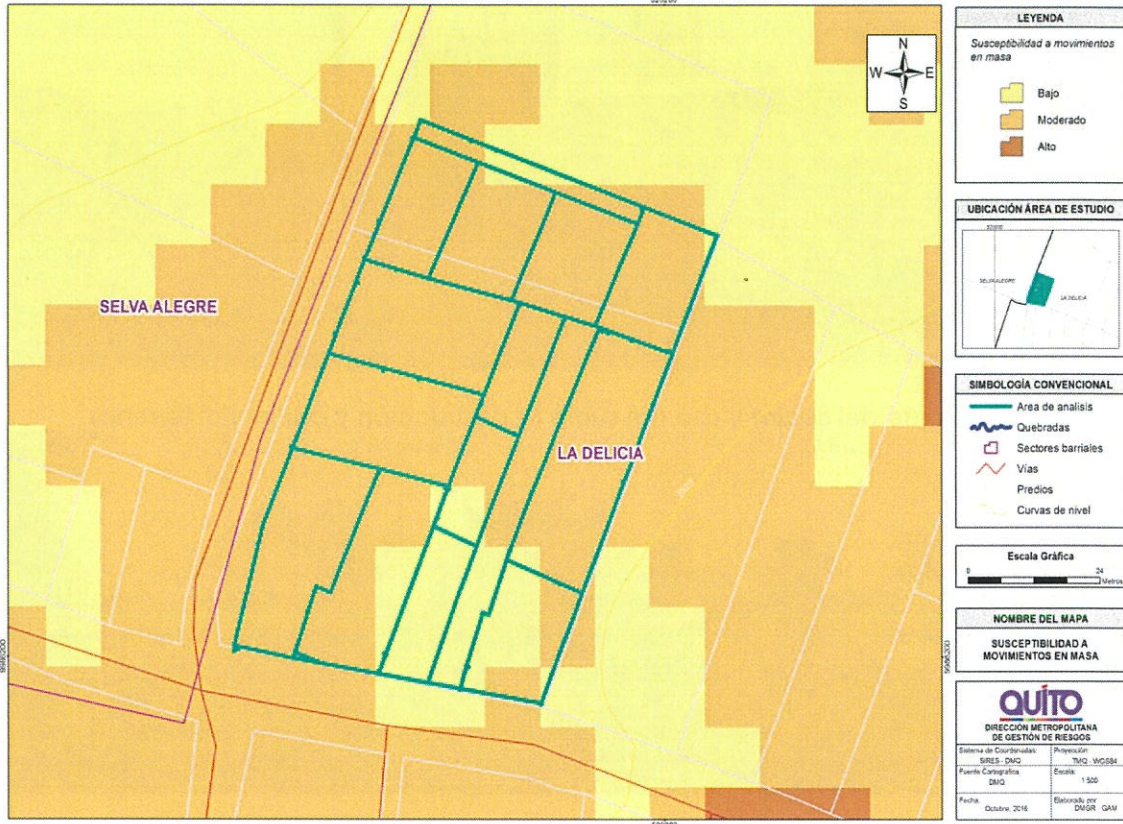 N
W E
S
SELVA ALEGRE
LA DELICIA
LEYENDA
Susceptibilidad a movimientos
en masa
Bajo
Moderado
Alto
UBICACIÓN ÁREA DE ESTUDIO
SELVA ALEGRE
LA DELICIA
SIMBOLOGÍA CONVENCIONAL
Area de analisis
Quebradas
Sectores barriales
Vías
Predios
Curvas de nivel
Escala Gráfica
0 24
Metros
NOMBRE DEL MAPA
SUSCEPTIBILIDAD A
MOVIMIENTOS EN MASA
QUITO
DIRECCIÓN METROPOLITANA
DE GESTIÓN DE RIESGOS
Sistema de Coordenadas: Proyección:
SIRES - DMQ TMQ - WGS84
Fuente Cartográfica: Escala:
DMQ 1:500
Fecha: Elaborado por:
Octubre, 2016 DMGR GAM